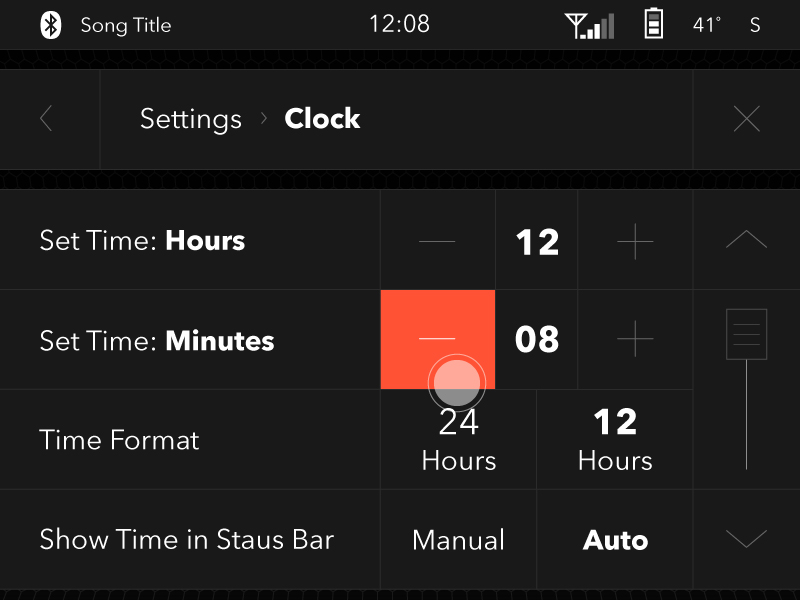 Song Title 12:08 41° S
Settings › Clock
Set Time: Hours — 12 +
Set Time: Minutes — 08 +
Time Format 24 Hours 12 Hours
Show Time in Staus Bar Manual Auto